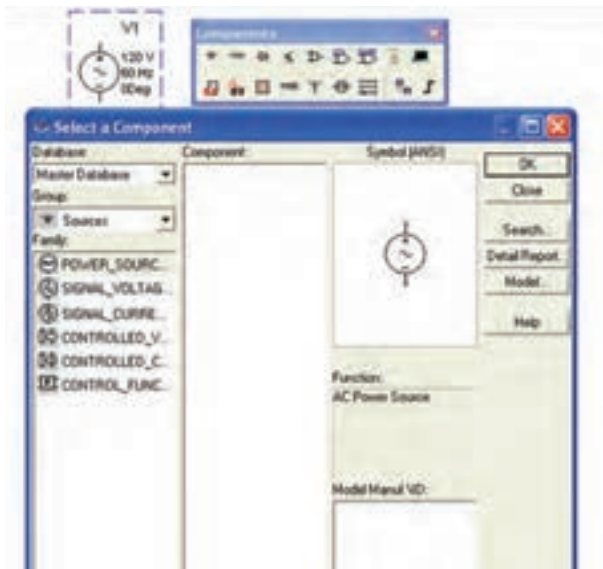 V1
120 V
60 Hz
0Deg
Components
Select a Component
Database:
Master Database
Group:
Sources
Family:
POWER_SOURC...
SIGNAL_VOLTAG...
SIGNAL_CURRE...
CONTROLLED_V...
CONTROLLED_C...
CONTROL_FUNC...
Component:
Symbol (ANSI)
Function:
AC Power Source
Model Manuf.\ID:
OK
Close
Search...
Detail Report...
Model...
Help